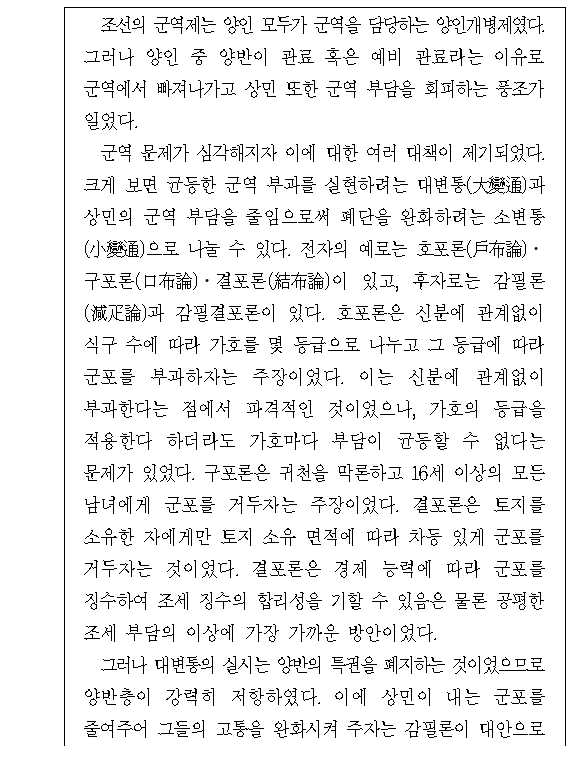 조선의 군역제는 양인 모두가 군역을 담당하는 양인개병제였다.
그러나 양인 중 양반이 관료 혹은 예비 관료라는 이유로
군역에서 빠져나가고 상민 또한 군역 부담을 회피하는 풍조가
일었다.
군역 문제가 심각해지자 이에 대한 여러 대책이 제기되었다.
크게 보면 균등한 군역 부과를 실현하려는 대변통(大變通)과
상민의 군역 부담을 줄임으로써 폐단을 완화하려는 소변통
(小變通)으로 나눌 수 있다. 전자의 예로는 호포론(戶布論)·
구포론(口布論)·결포론(結布論)이 있고, 후자로는 감필론
(減疋論)과 감필결포론이 있다. 호포론은 신분에 관계없이
식구 수에 따라 가호를 몇 등급으로 나누고 그 등급에 따라
군포를 부과하자는 주장이었다. 이는 신분에 관계없이
부과한다는 점에서 파격적인 것이었으나, 가호의 등급을
적용한다 하더라도 가호마다 부담이 균등할 수 없다는
문제가 있었다. 구포론은 귀천을 막론하고 16세 이상의 모든
남녀에게 군포를 거두자는 주장이었다. 결포론은 토지를
소유한 자에게만 토지 소유 면적에 따라 차등 있게 군포를
거두자는 것이었다. 결포론은 경제 능력에 따라 군포를
징수하여 조세 징수의 합리성을 기할 수 있음은 물론 공평한
조세 부담의 이상에 가장 가까운 방안이었다.
그러나 대변통의 실시는 양반의 특권을 폐지하는 것이었으므로
양반층이 강력히 저항하였다. 이에 상민이 내는 군포를
줄여주어 그들의 고통을 완화시켜 주자는 감필론이 대안으로